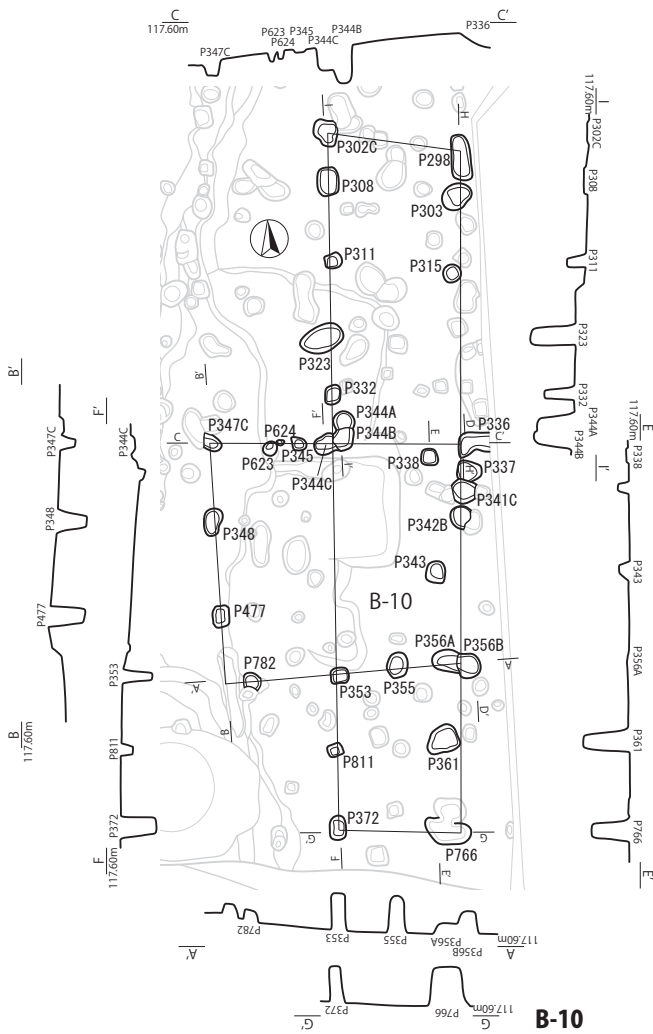 C
117.60m
P347C
P623
P624
P345
P344C
P344B
P336
C'
I
H
P302C
P298
P308
P303
P311
P315
P323
P332
B'
F'
P344A
E
D
P347C
P624
P344B
P336
C
C'
P623
P345
P338
H'
P337
P344C
I'
P341C
P342B
P348
P343
B-10
P477
P356A
P356B
A
P782
P353
P355
A'
B
D'
P811
P361
P372
G'
G
P766
F
E'
I
117.60m
P302C
P308
P311
P323
P332
P344A
P344B
I'
E
117.60m
P338
P343
P356A
P361
P766
E'
B'
P347C
P348
P477
B
117.60m
F'
P344C
P353
P811
P372
F
117.60m
A'
P782
P353
P355
P356A
P356B
117.60m
A
G'
P372
P766
117.60m
G
B-10